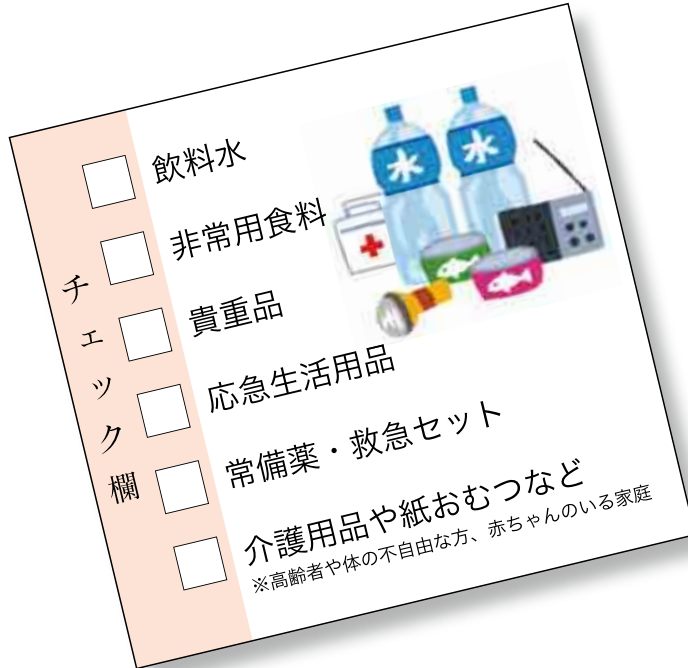 チェック欄
飲料水
非常用食料
貴重品
応急生活用品
常備薬・救急セット
介護用品や紙おむつなど
※高齢者や体の不自由な方、赤ちゃんのいる家庭
水
水